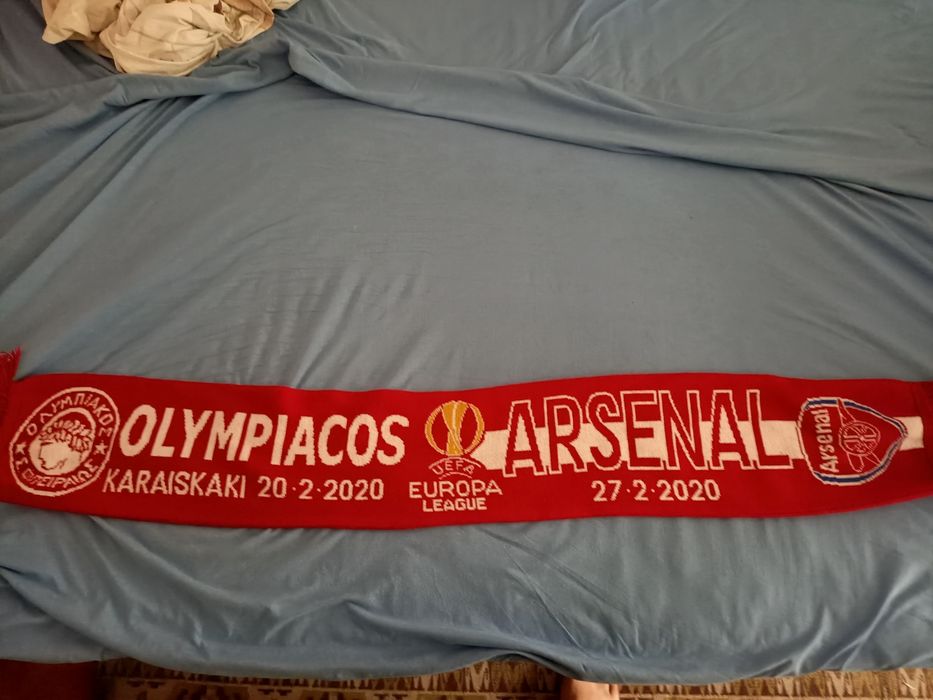 ΟΛΥΜΠΙΑΚΟΣ
Σ.Φ.ΠΕΙΡΑΙΩΣ
OLYMPIACOS
KARAISKAKI 20·2·2020
UEFA
EUROPA
LEAGUE
ARSENAL
27·2·2020
Arsenal